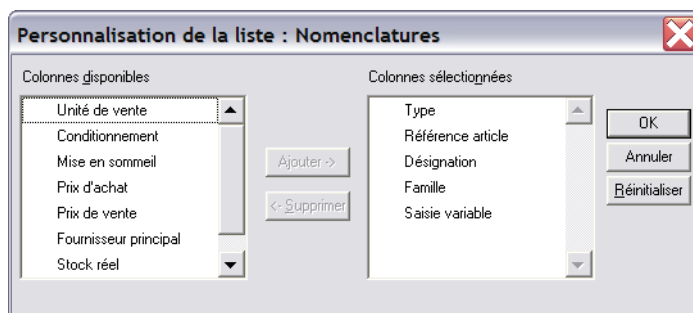 Personnalisation de la liste : Nomenclatures
Colonnes disponibles
Unité de vente
Conditionnement
Mise en sommeil
Prix d'achat
Prix de vente
Fournisseur principal
Stock réel
Ajouter ->
<- Supprimer
Colonnes sélectionnées
Type
Référence article
Désignation
Famille
Saisie variable
OK
Annuler
Réinitialiser